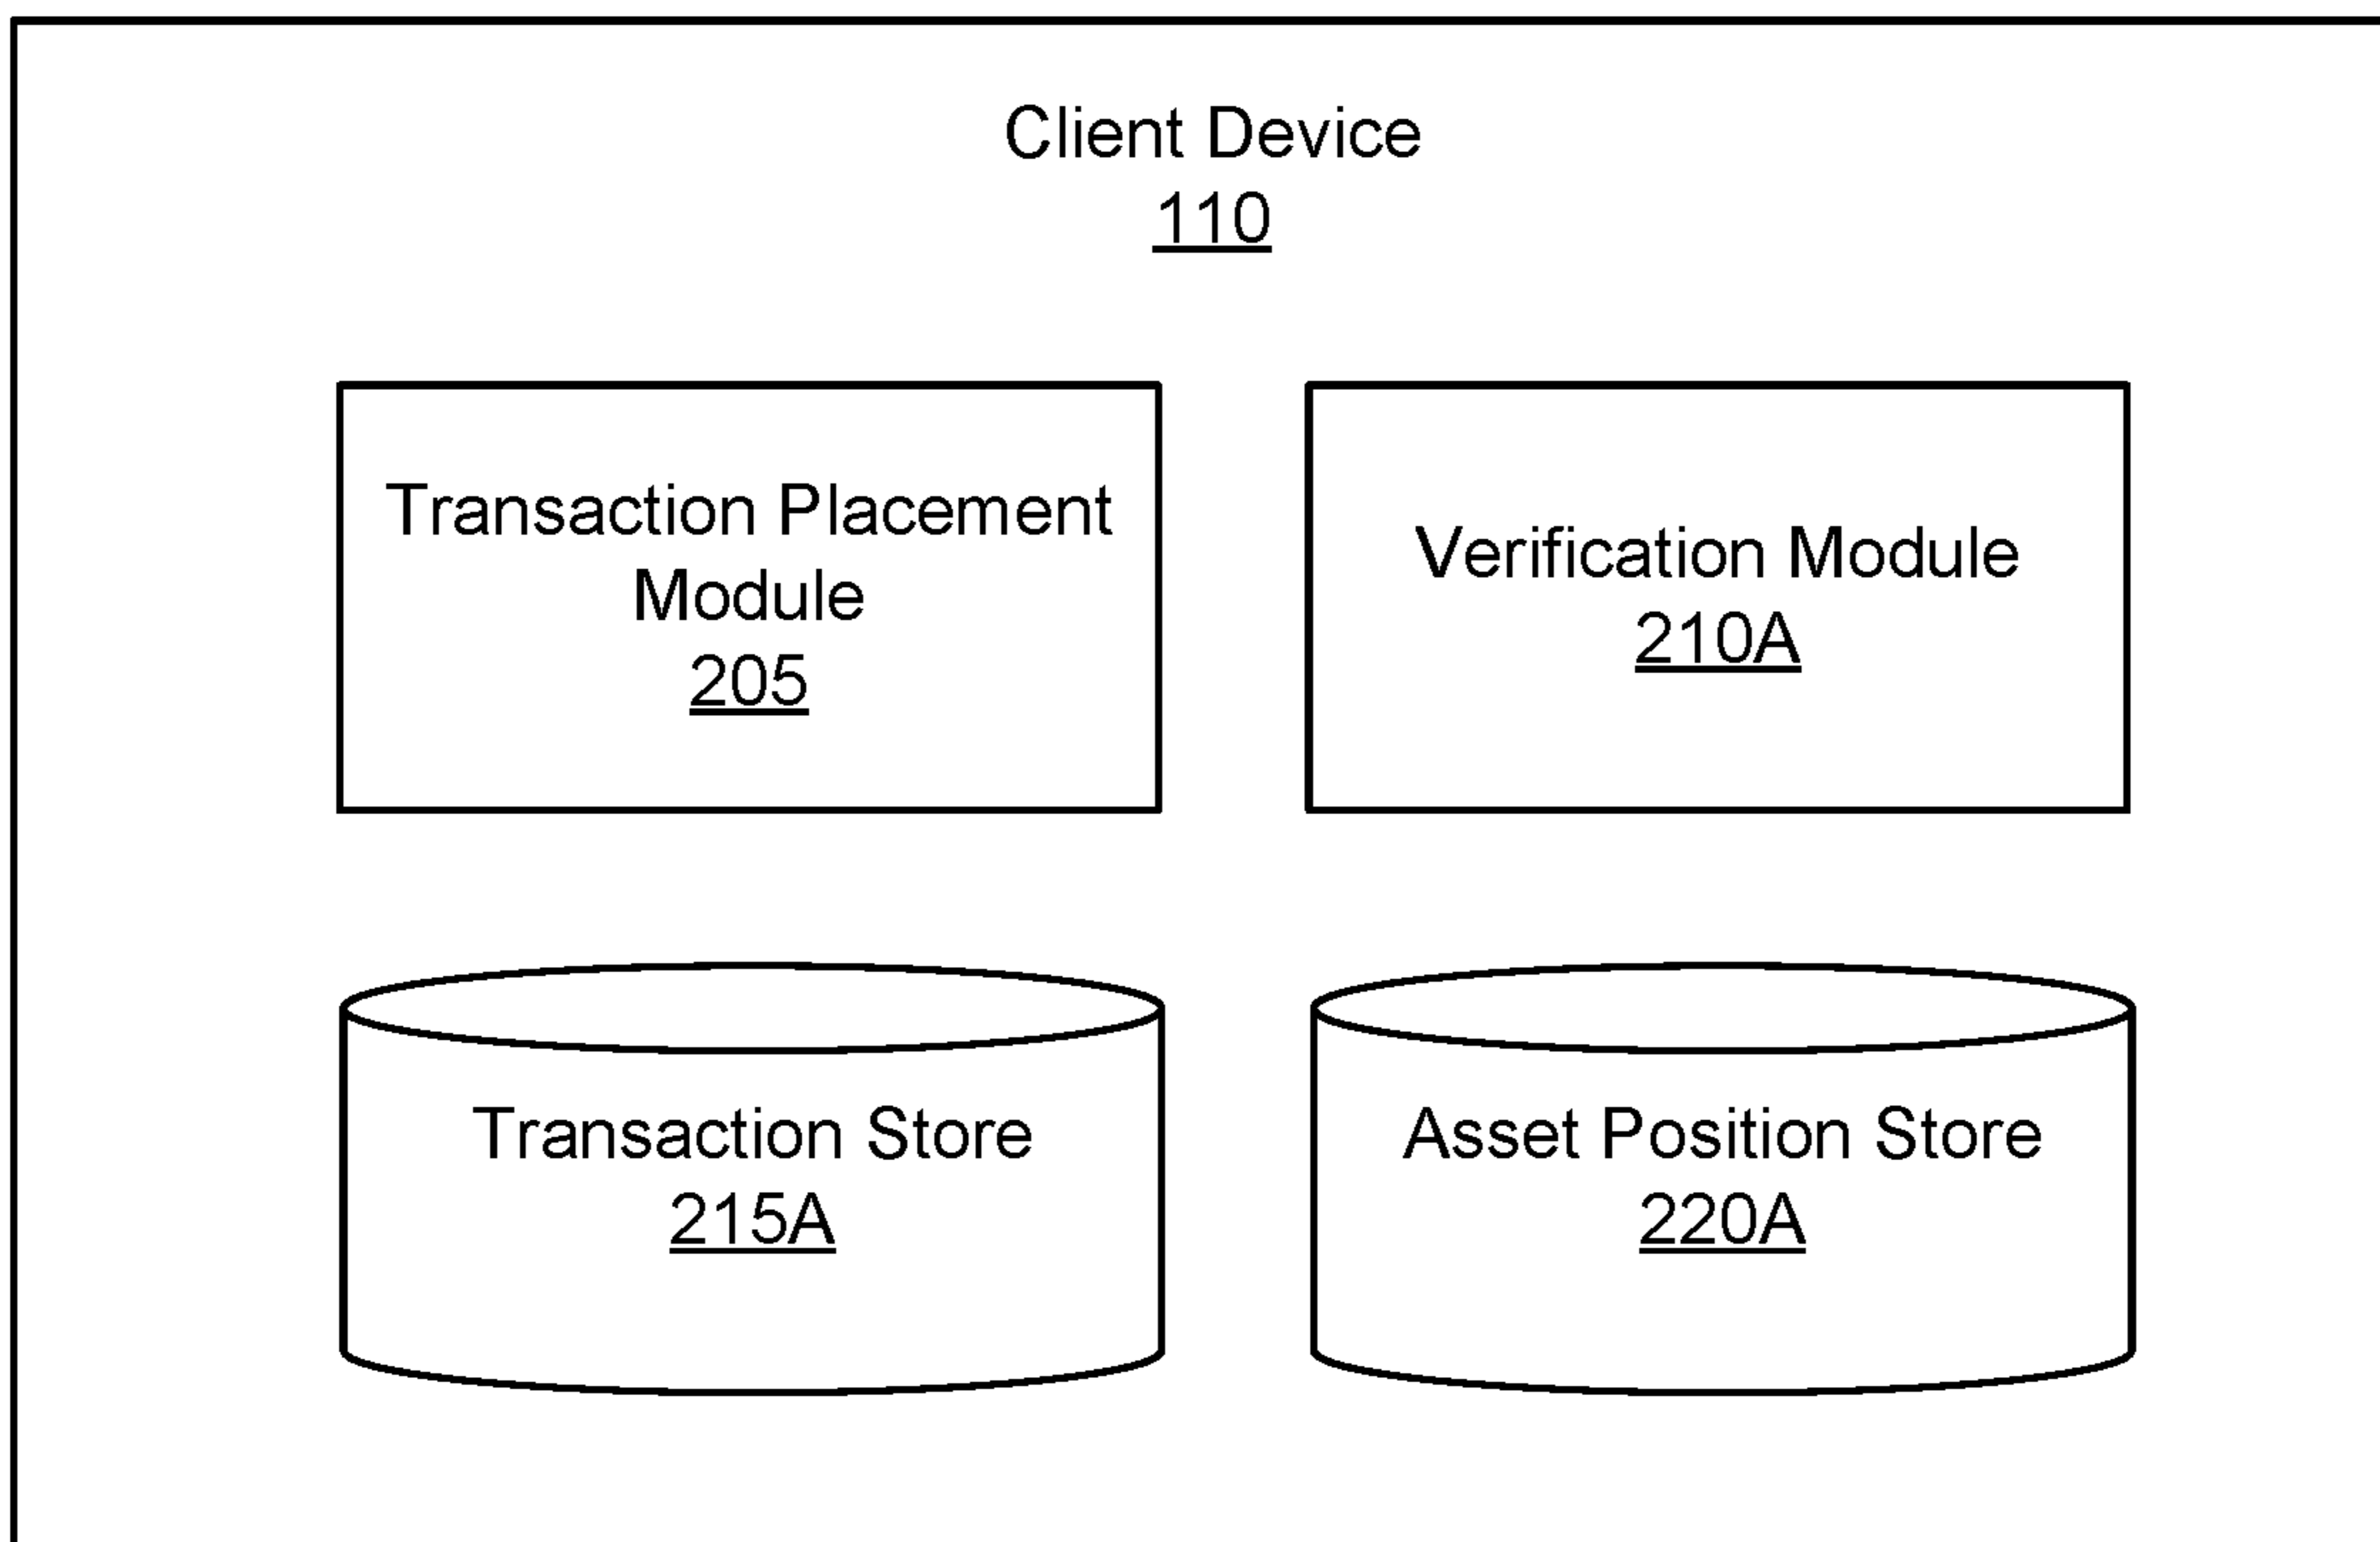 Client Device
110
Transaction Placement
Module
205
Verification Module
210A
Transaction Store
215A
Asset Position Store
220A